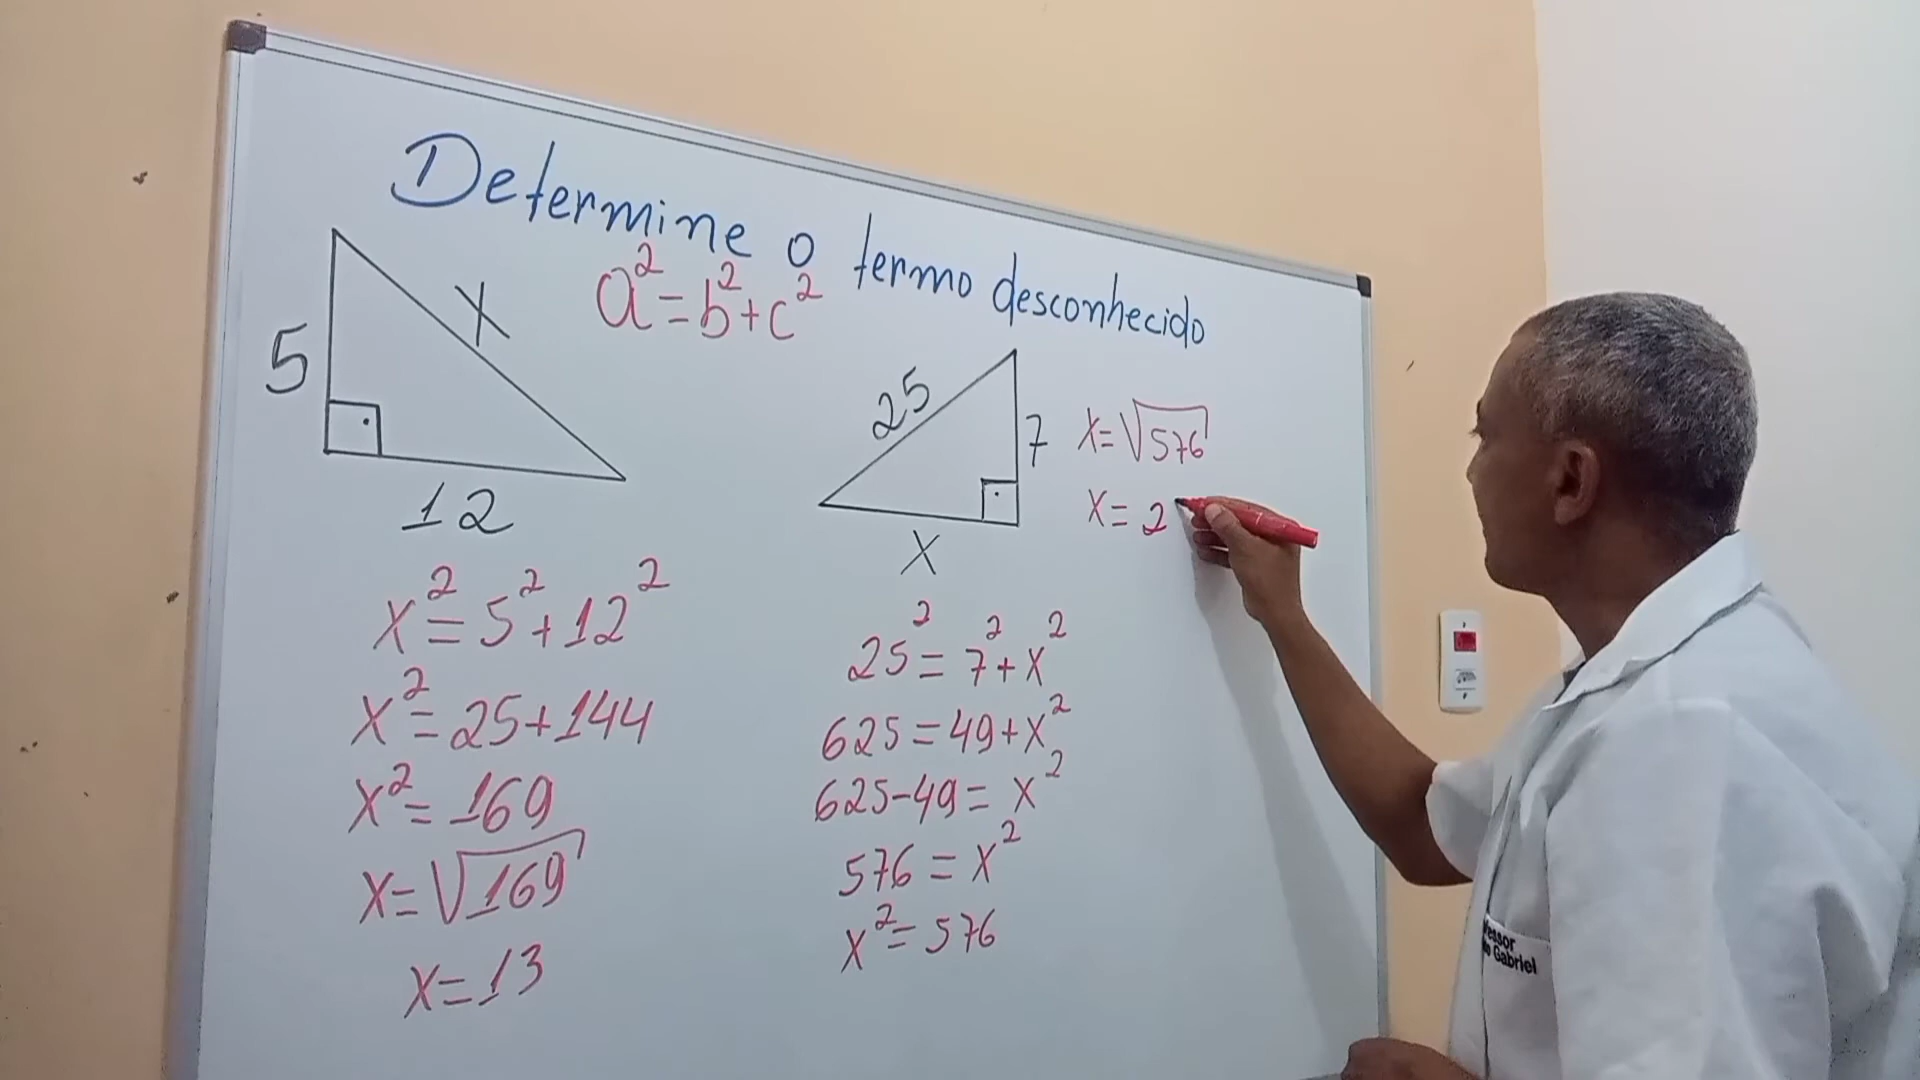 Determine o termo desconhecido
a² = b² + c²
5
X
12
x² = 5² + 12²
x² = 25 + 144
x² = 169
x = √169
x = 13
25
7
X
25² = 7² + x²
625 = 49 + x²
625 - 49 = x²
576 = x²
x² = 576
x = √576
x = 2
Gabriel